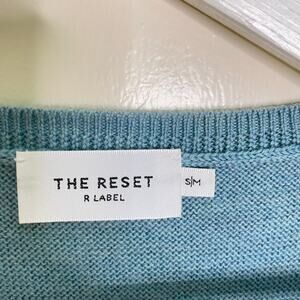 THE RESET
R LABEL
S|M